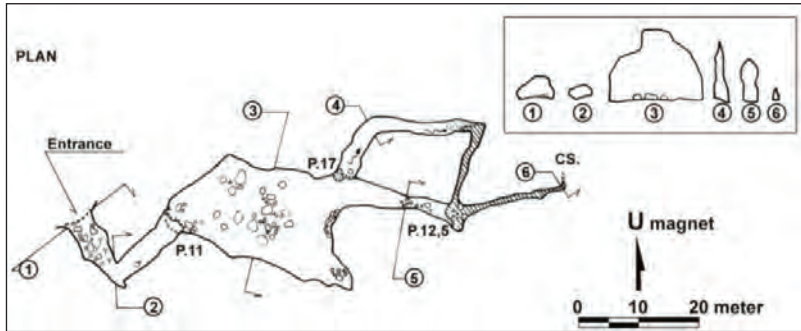 PLAN
Entrance
① ② ③ ④ ⑤ ⑥
③
④
P.17
CS.
⑥
P.11
P.12,5
①
②
⑤
U magnet
0 10 20 meter